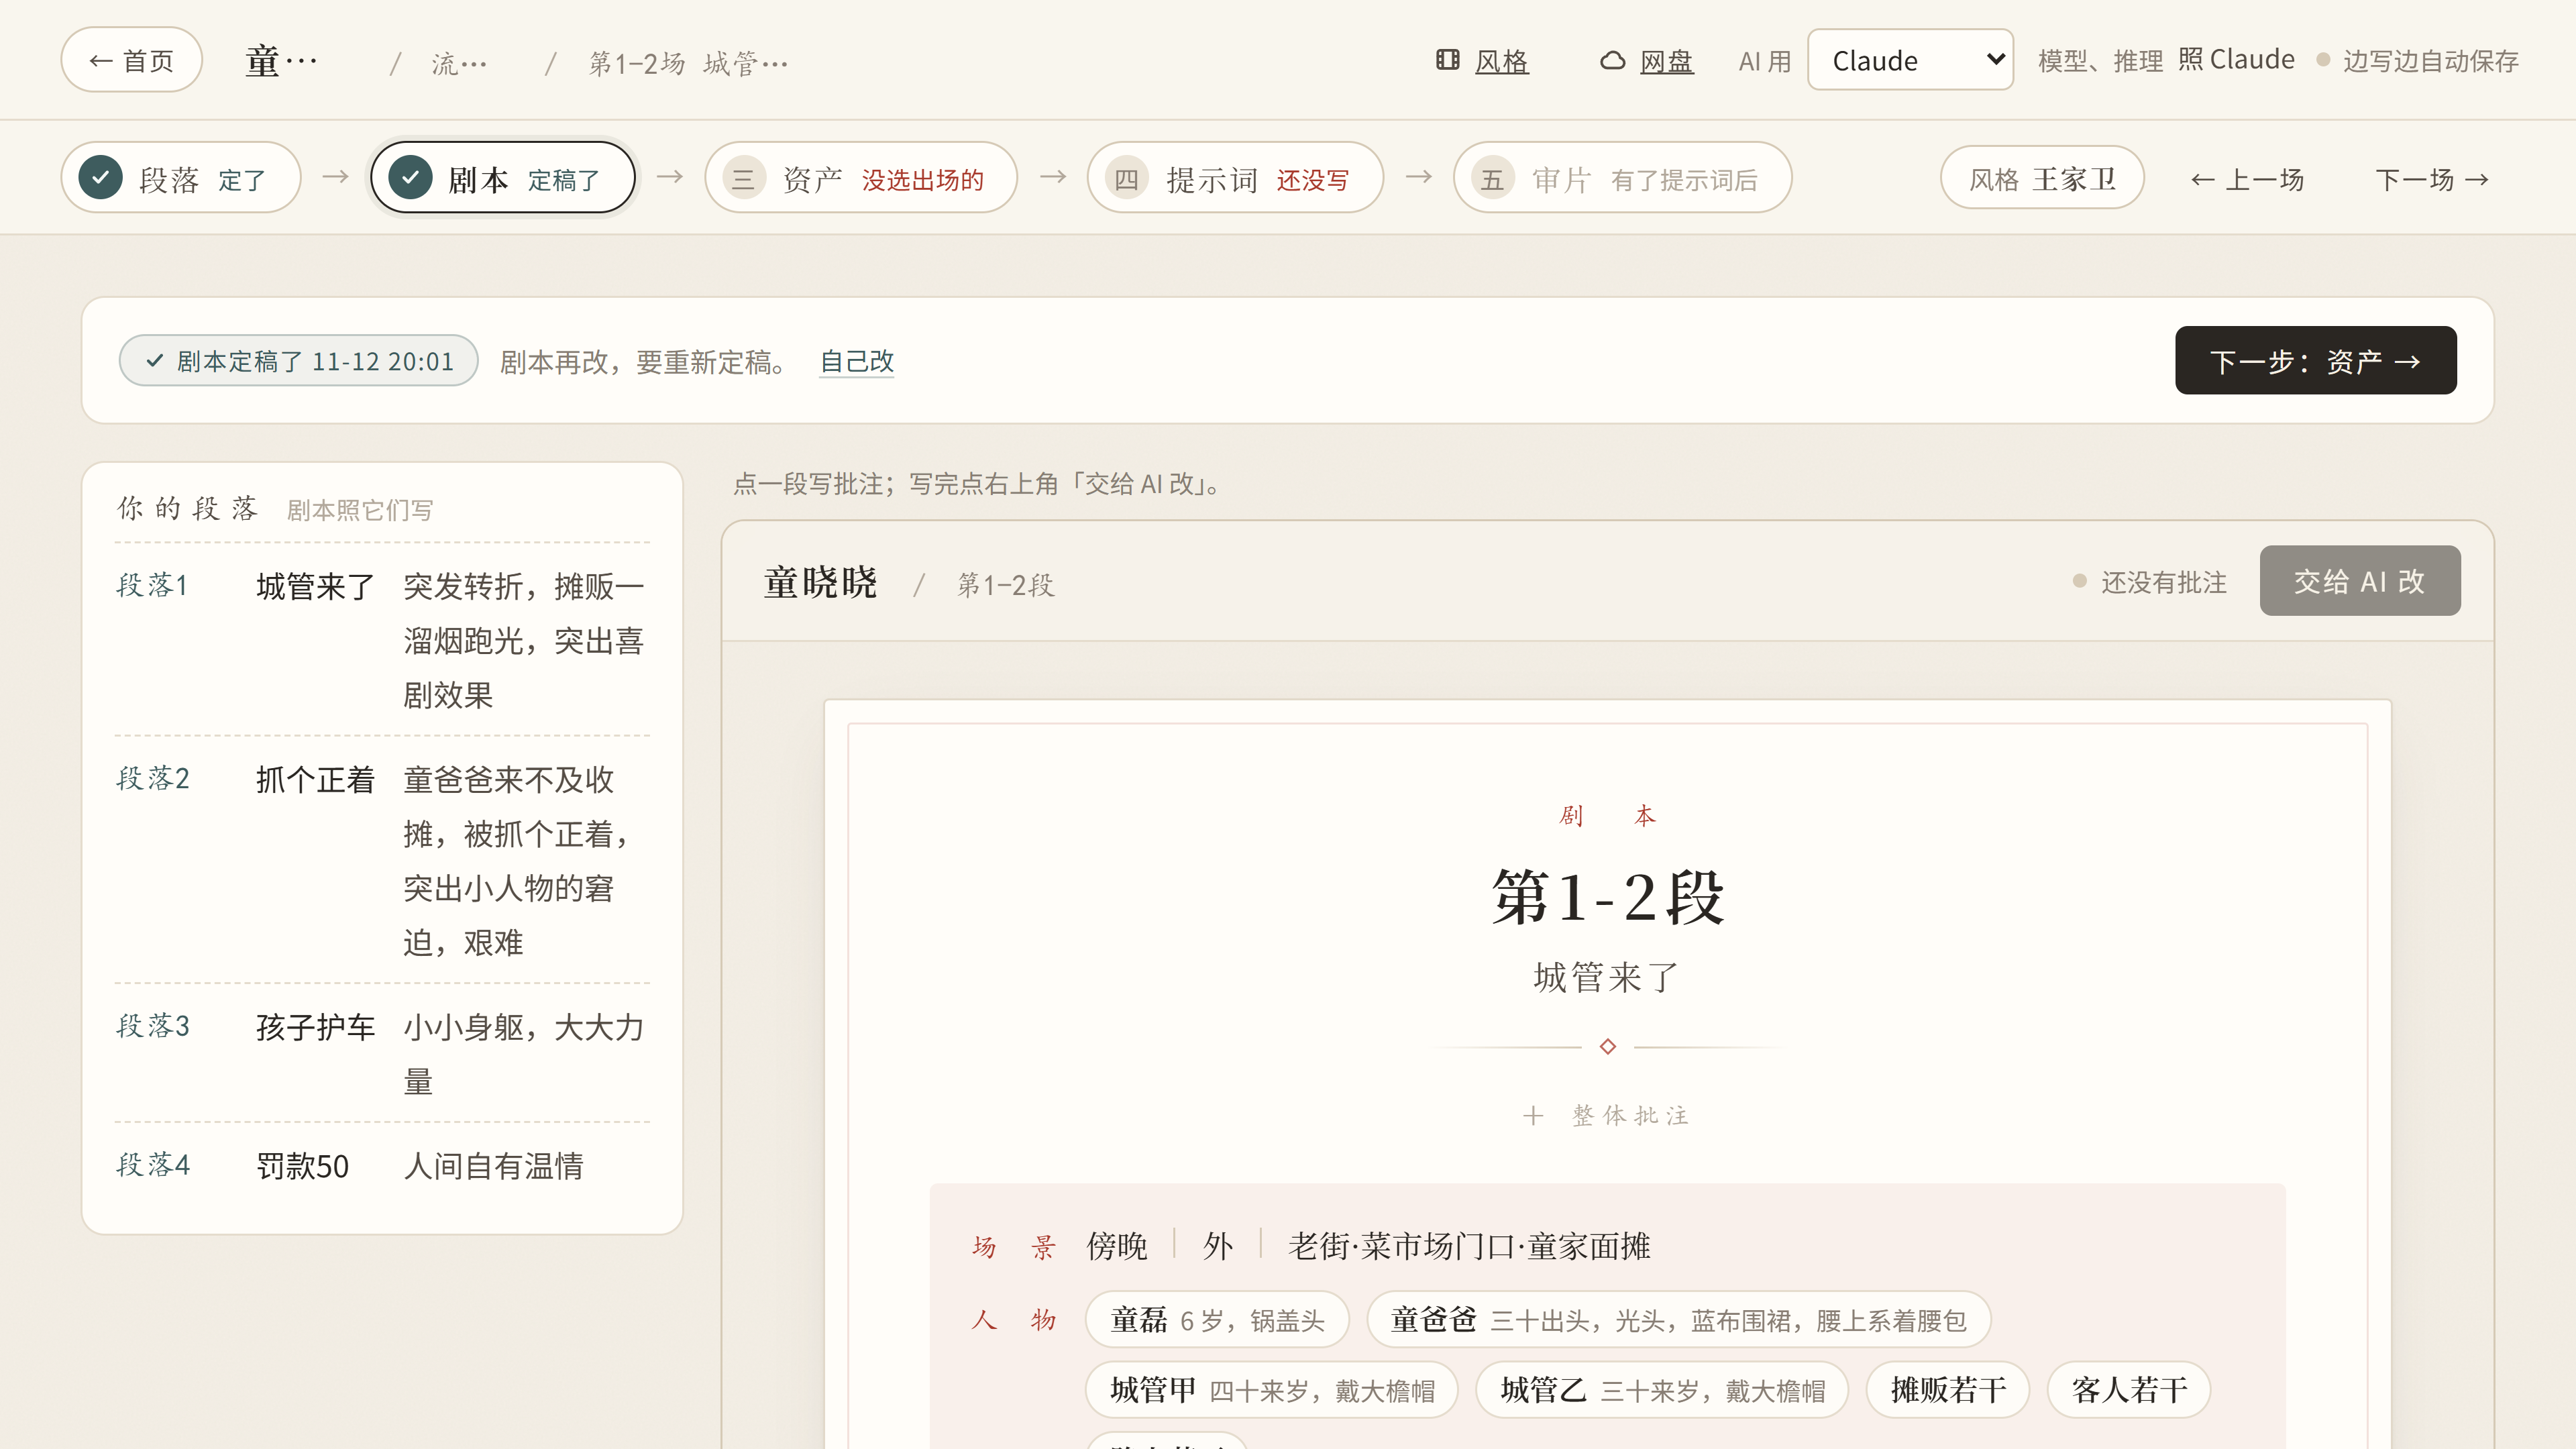 ← 首页 童… / 流… / 第1–2场 城管… 风格 网盘 AI 用 Claude 模型、推理 照 Claude 边写边自动保存
段落 定了 → 剧本 定稿了 → 三 资产 没选出场的 → 四 提示词 还没写 → 五 审片 有了提示词后 风格 王家卫 ← 上一场 下一场 →
剧本定稿了 11-12 20:01 剧本再改，要重新定稿。 自己改 下一步：资产 →
你的段落 剧本照它们写
段落1 城管来了 突发转折，摊贩一
溜烟跑光，突出喜
剧效果
段落2 抓个正着 童爸爸来不及收
摊，被抓个正着，
突出小人物的窘
迫，艰难
段落3 孩子护车 小小身躯，大大力
量
段落4 罚款50 人间自有温情
点一段写批注；写完点右上角「交给 AI 改」。
童晓晓 / 第1–2段 还没有批注 交给 AI 改
剧本
第1-2段
城管来了
＋ 整体批注
场景 傍晚 外 老街·菜市场门口·童家面摊
人物 童磊 6 岁，锅盖头 童爸爸 三十出头，光头，蓝布围裙，腰上系着腰包
城管甲 四十来岁，戴大檐帽 城管乙 三十来岁，戴大檐帽 摊贩若干 客人若干